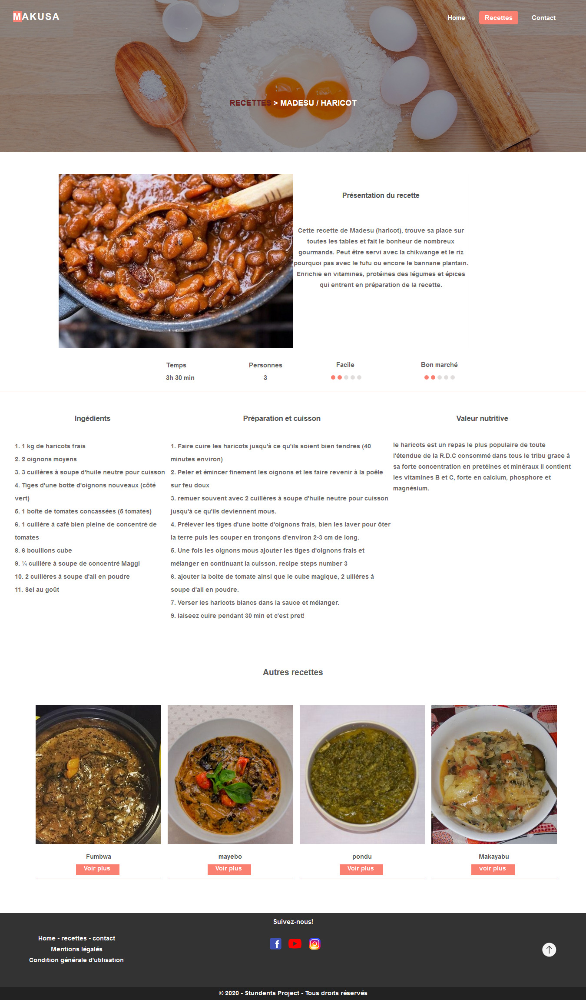 MAKUSA
Home
Recettes
Contact
RECETTES > MADESU / HARICOT
Présentation du recette
Cette recette de Madesu (haricot), trouve sa place sur
toutes les tables et fait le bonheur de nombreux
gourmands. Peut être servi avec la chikwange et le riz
pourquoi pas avec le fufu ou encore le bannane plantain.
Enrichie en vitamines, protéines des légumes et épices
qui entrent en préparation de la recette.
Temps
3h 30 min
Personnes
3
Facile
Bon marché
Ingédients
1. 1 kg de haricots frais
2. 2 oignons moyens
3. 3 cuillères à soupe d'huile neutre pour cuisson
4. Tiges d'une botte d'oignons nouveaux (côté
vert)
5. 1 boîte de tomates concassées (5 tomates)
6. 1 cuillère à café bien pleine de concentré de
tomates
8. 6 bouillons cube
9. ¼ cuillère à soupe de concentré Maggi
10. 2 cuillères à soupe d'ail en poudre
11. Sel au goût
Préparation et cuisson
1. Faire cuire les haricots jusqu'à ce qu'ils soient bien tendres (40
minutes environ)
2. Peler et émincer finement les oignons et les faire revenir à la poêle
sur feu doux
3. remuer souvent avec 2 cuillères à soupe d'huile neutre pour cuisson
jusqu'à ce qu'ils deviennent mous.
4. Prélever les tiges d'une botte d'oignons frais, bien les laver pour ôter
la terre puis les couper en tronçons d'environ 2-3 cm de long.
5. Une fois les oignons mous ajouter les tiges d'oignons frais et
mélanger en continuant la cuisson. recipe steps number 3
6. ajouter la boite de tomate ainsi que le cube magique, 2 uillères à
soupe d'ail en poudre.
7. Verser les haricots blancs dans la sauce et mélanger.
9. laiseez cuire pendant 30 min et c'est pret!
Valeur nutritive
le haricots est un repas le plus populaire de toute
l'étendue de la R.D.C consommé dans tous le tribu grace à
sa forte concentration en pretéines et minéraux il contient
les vitamines B et C, forte en calcium, phosphore et
magnésium.
Autres recettes
Fumbwa
Voir plus
mayebo
Voir plus
pondu
Voir plus
Makayabu
voir plus
Suivez-nous!
Home - recettes - contact
Mentions légalés
Condition générale d'utilisation
© 2020 - Stundents Project - Tous droits réservés